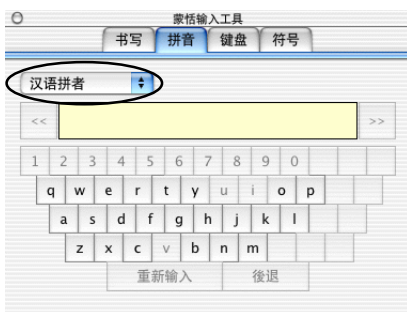 蒙恬输入工具
书写 拼音 键盘 符号
汉语拼者
<< >>
1 2 3 4 5 6 7 8 9 0
q w e r t y u i o p
a s d f g h j k l
z x c v b n m
重新输入 後退